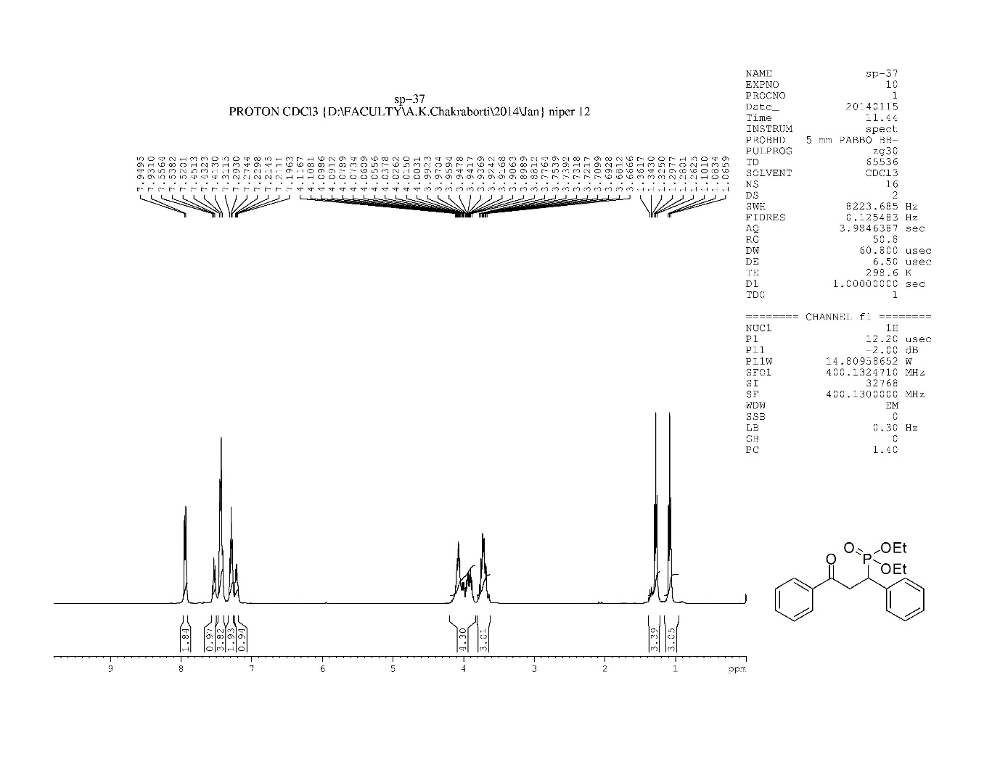 sp-37
PROTON CDCl3 {D:\FACULTY\A.K.Chakraborti\2014\Jan} niper 12
7.9495
7.9310
7.5564
7.5382
7.5201
7.4513
7.4323
7.4130
7.3115
7.2930
7.2744
7.2298
7.2145
7.2111
7.1963
4.1167
4.1081
4.0986
4.0912
4.0789
4.0734
4.0609
4.0556
4.0378
4.0262
4.0150
4.0031
3.9923
3.9704
3.9594
3.9478
3.9417
3.9369
3.9242
3.9168
3.9063
3.8989
3.8812
3.7764
3.7539
3.7392
3.7318
3.7217
3.7099
3.6928
3.6812
3.6666
1.3617
1.3430
1.3250
1.2977
1.2801
1.2625
1.1010
1.0834
1.0659
NAME sp-37
EXPNO 10
PROCNO 1
Date_ 20140115
Time 11.44
INSTRUM spect
PROBHD 5 mm PABBO BB-
PULPROG zg30
TD 65536
SOLVENT CDCl3
NS 16
DS 2
SWH 8223.685 Hz
FIDRES 0.125483 Hz
AQ 3.9846387 sec
RG 50.8
DW 60.800 usec
DE 6.50 usec
TE 298.6 K
D1 1.00000000 sec
TD0 1
======== CHANNEL f1 ========
NUC1 1H
P1 12.20 usec
PL1 -2.00 dB
PL1W 14.80958652 W
SFO1 400.1324710 MHz
SI 32768
SF 400.1300000 MHz
WDW EM
SSB 0
LB 0.30 Hz
GB 0
PC 1.40
O O OEt
P
OEt
1.84 0.97 3.82 1.93 0.94 4.30 3.01 3.39 3.05
9 8 7 6 5 4 3 2 1 ppm